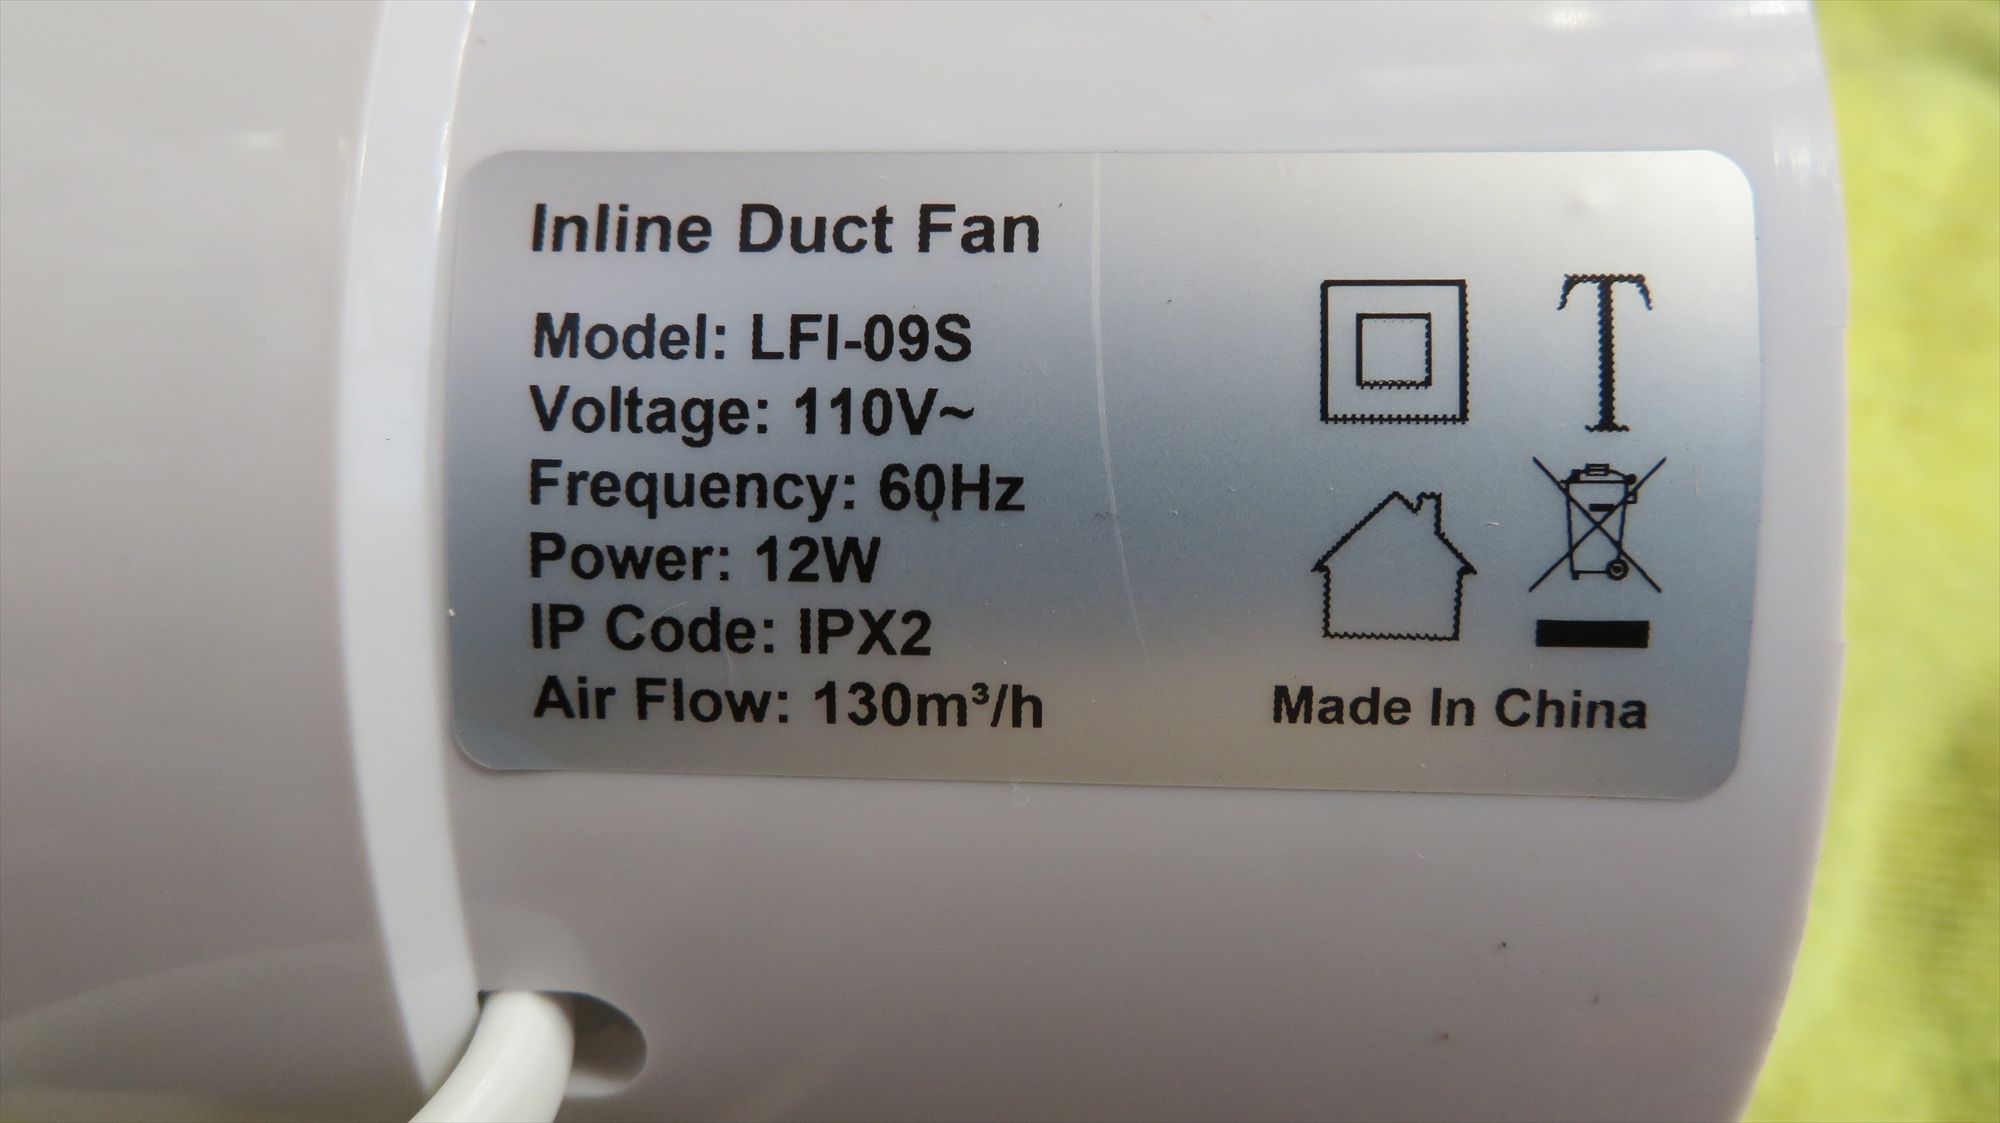 Inline Duct Fan
Model: LFI-09S
Voltage: 110V~
Frequency: 60Hz
Power: 12W
IP Code: IPX2
Air Flow: 130m³/h
T
Made In China